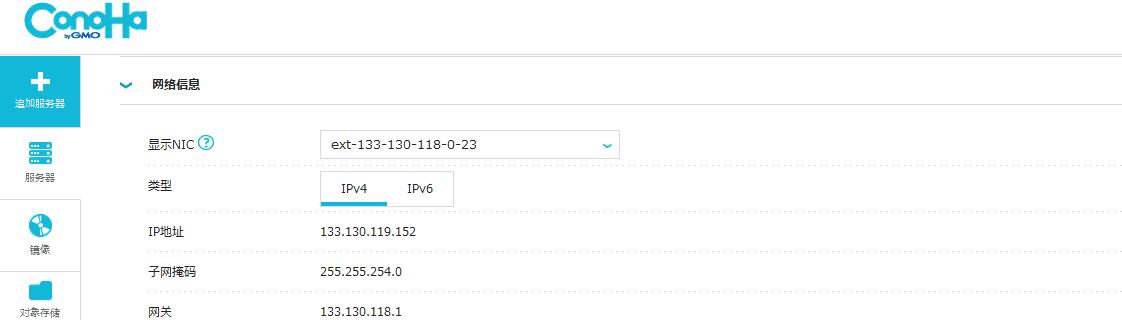 ConoHa
by GMO
追加服务器
服务器
镜像
对象存储
网络信息
显示NIC ?
ext-133-130-118-0-23
类型
IPv4 IPv6
IP地址 133.130.119.152
子网掩码 255.255.254.0
网关 133.130.118.1